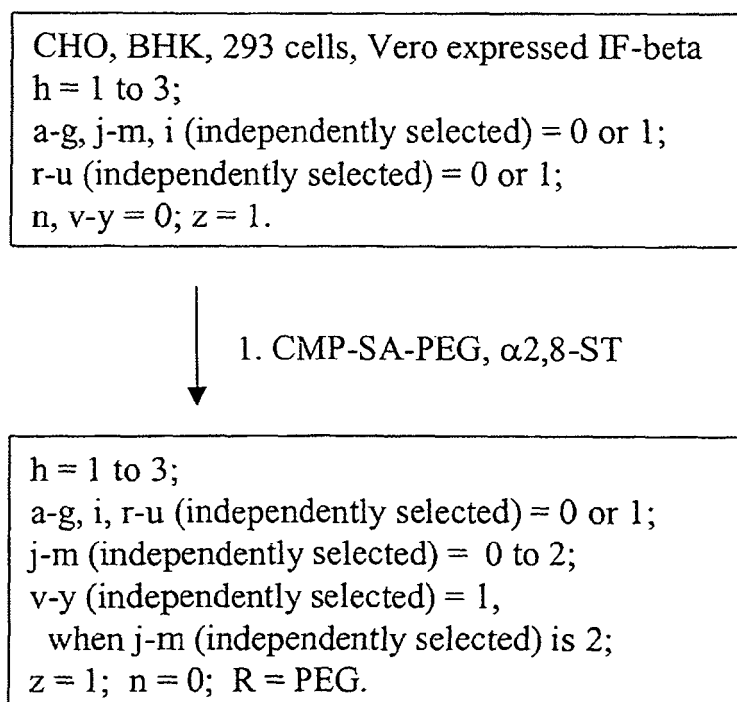 CHO, BHK, 293 cells, Vero expressed IF-beta
h = 1 to 3;
a-g, j-m, i (independently selected) = 0 or 1;
r-u (independently selected) = 0 or 1;
n, v-y = 0; z = 1.
1. CMP-SA-PEG, α2,8-ST
h = 1 to 3;
a-g, i, r-u (independently selected) = 0 or 1;
j-m (independently selected) = 0 to 2;
v-y (independently selected) = 1,
when j-m (independently selected) is 2;
z = 1; n = 0; R = PEG.